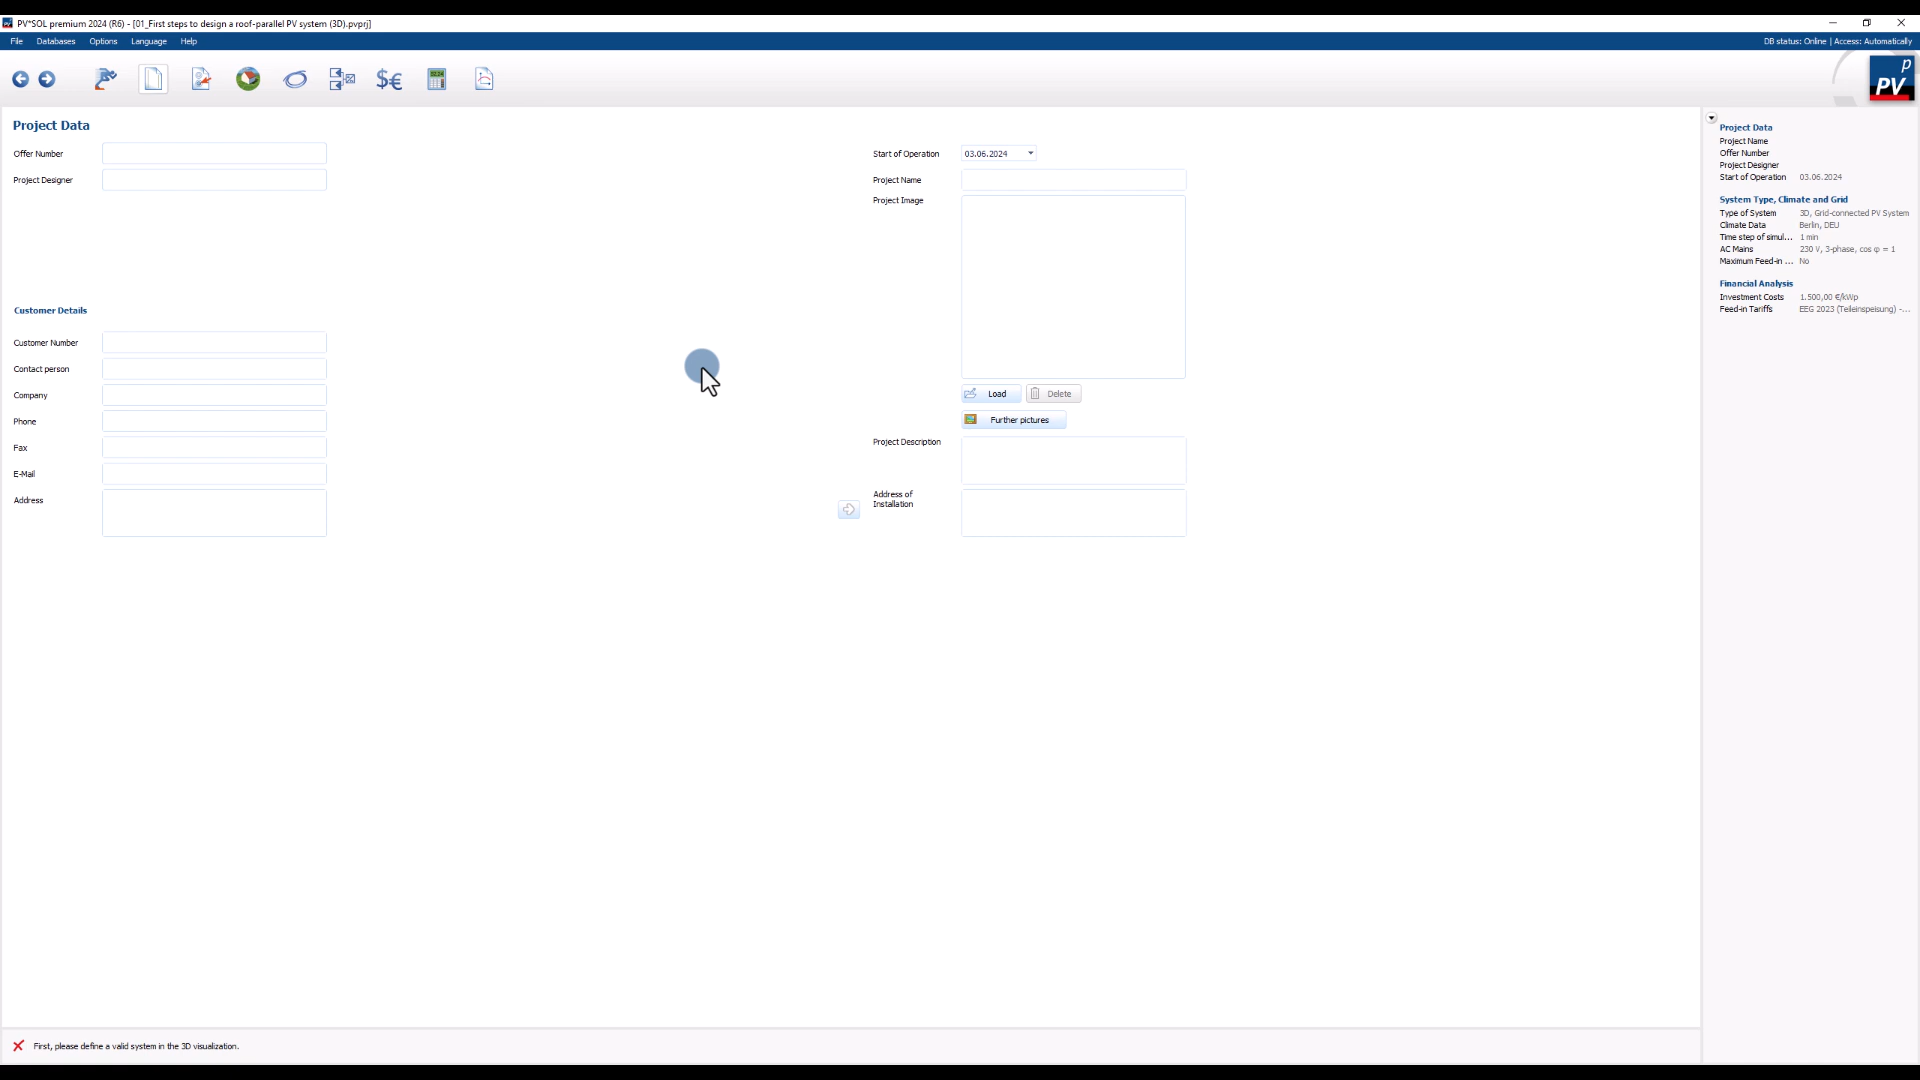 PV*SOL premium 2024 (R6) - [01_First steps to design a roof-parallel PV system (3D).pvprj]
File Databases Options Language Help
DB status: Online | Access: Automatically
$€
p
PV
Project Data
Offer Number
Project Designer
Start of Operation 03.06.2024
Project Name
Project Image
Customer Details
Customer Number
Contact person
Company
Phone
Fax
E-Mail
Address
Load Delete
Further pictures
Project Description
Address of
Installation
Project Data
Project Name
Offer Number
Project Designer
Start of Operation 03.06.2024
System Type, Climate and Grid
Type of System 3D, Grid-connected PV System
Climate Data Berlin, DEU
Time step of simul... 1 min
AC Mains 230 V, 3-phase, cos φ = 1
Maximum Feed-in ... No
Financial Analysis
Investment Costs 1.500,00 €/kWp
Feed-in Tariffs EEG 2023 (Teileinspeisung) -...
First, please define a valid system in the 3D visualization.